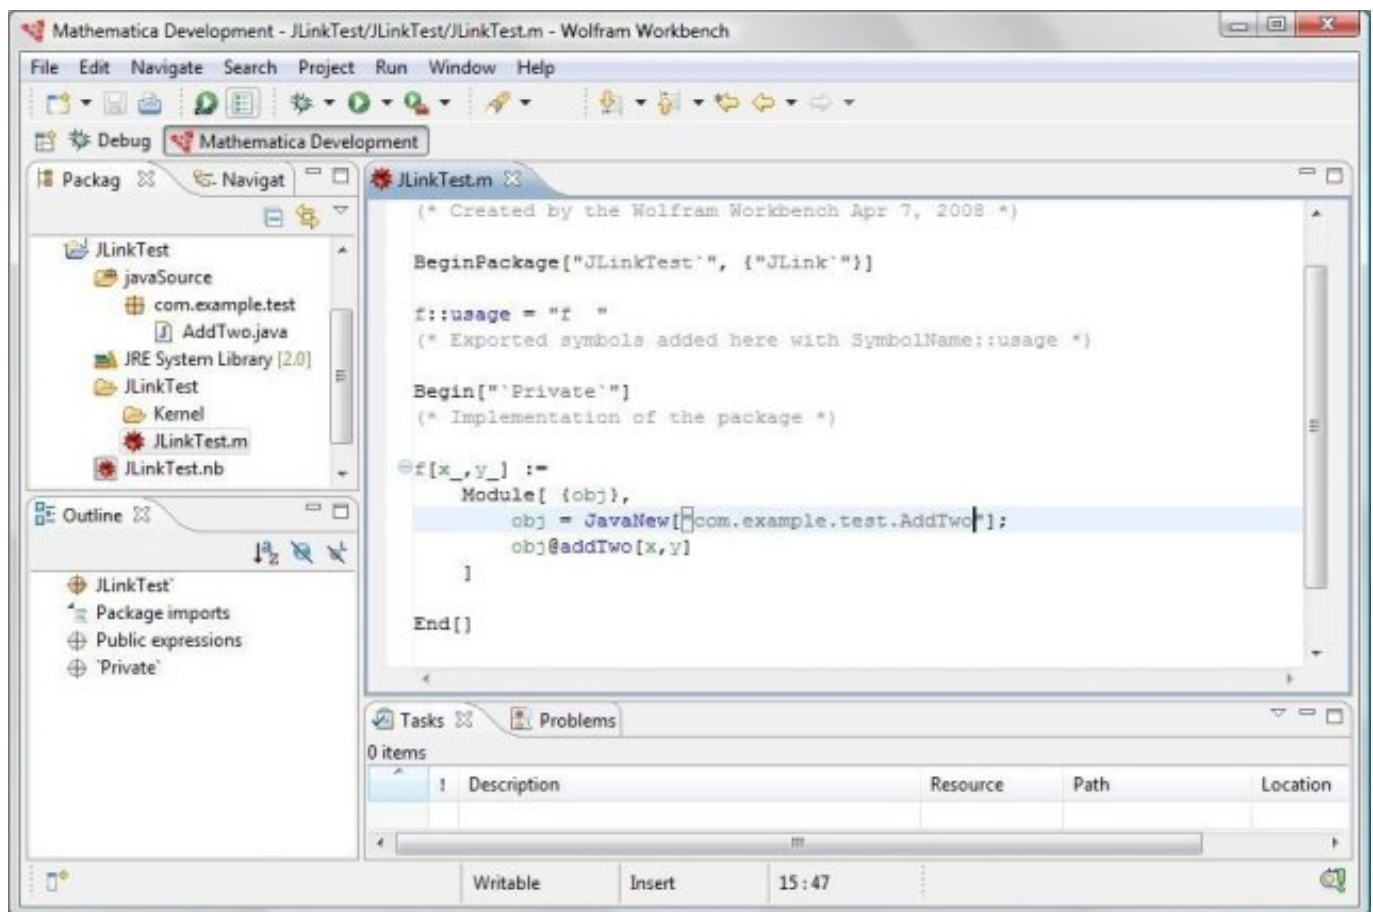 Mathematica Development - JLinkTest/JLinkTest/JLinkTest.m - Wolfram Workbench
File Edit Navigate Search Project Run Window Help
Debug Mathematica Development
Packag Navigat
JLinkTest
javaSource
com.example.test
AddTwo.java
JRE System Library [2.0]
JLinkTest
Kernel
JLinkTest.m
JLinkTest.nb
Outline
JLinkTest`
Package imports
Public expressions
`Private`
JLinkTest.m
(* Created by the Wolfram Workbench Apr 7, 2008 *)
BeginPackage["JLinkTest`", {"JLink`"}]
f::usage = "f  "
(* Exported symbols added here with SymbolName::usage *)
Begin["`Private`"]
(* Implementation of the package *)
f[x_,y_] :=
Module[ {obj},
obj = JavaNew["com.example.test.AddTwo"];
obj@addTwo[x,y]
]
End[]
Tasks Problems
0 items
! Description Resource Path Location
Writable Insert 15:47